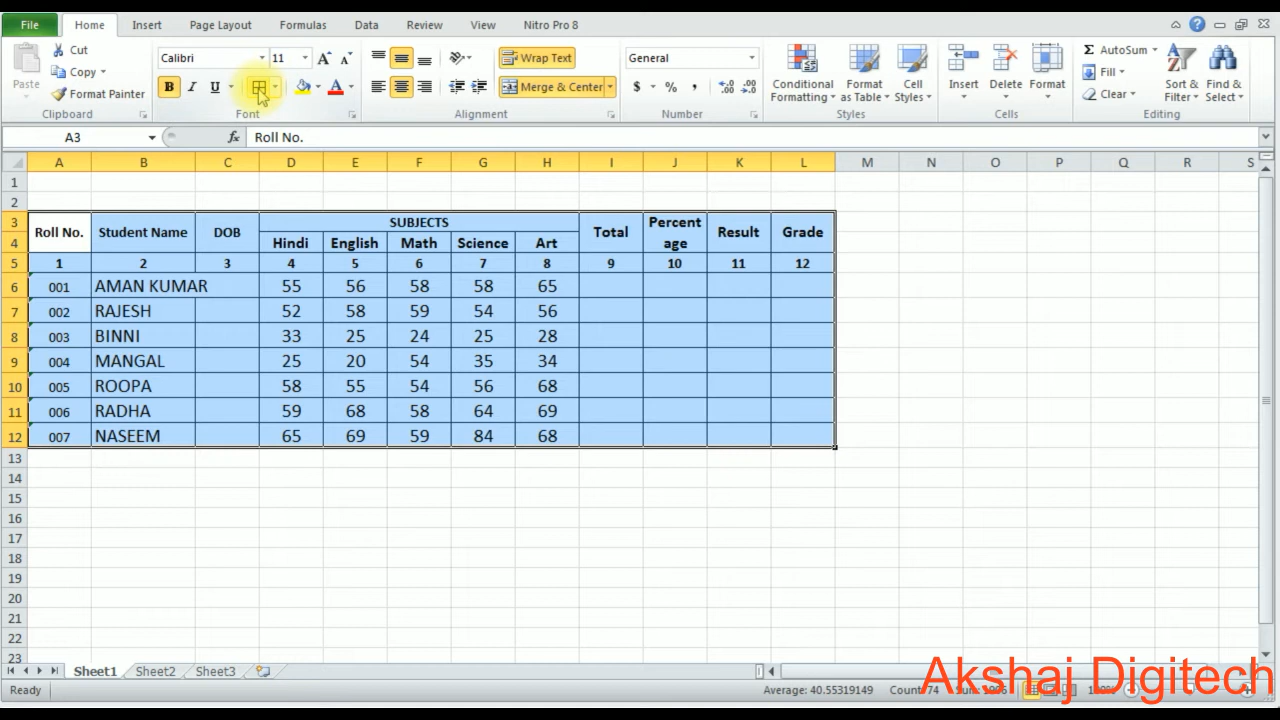 File Home Insert Page Layout Formulas Data Review View Nitro Pro 8
Paste Cut Copy Format Painter Clipboard
Calibri 11 B I U A Font
Wrap Text Merge & Center Alignment
General $ % , Number
Conditional Formatting Format as Table Cell Styles Styles
Insert Delete Format Cells
Σ AutoSum Fill Clear Sort & Filter Find & Select Editing
A3 fx Roll No.
A B C D E F G H I J K L M N O P Q R S
1
2
3 Roll No. Student Name DOB SUBJECTS Total Percent age Result Grade
4 Hindi English Math Science Art
5 1 2 3 4 5 6 7 8 9 10 11 12
6 001 AMAN KUMAR 55 56 58 58 65
7 002 RAJESH 52 58 59 54 56
8 003 BINNI 33 25 24 25 28
9 004 MANGAL 25 20 54 35 34
10 005 ROOPA 58 55 54 56 68
11 006 RADHA 59 68 58 64 69
12 007 NASEEM 65 69 59 84 68
13
14
15
16
17
18
19
20
21
22
23
Sheet1 Sheet2 Sheet3
Ready Average: 40.55319149 Count: 74
Akshaj Digitech